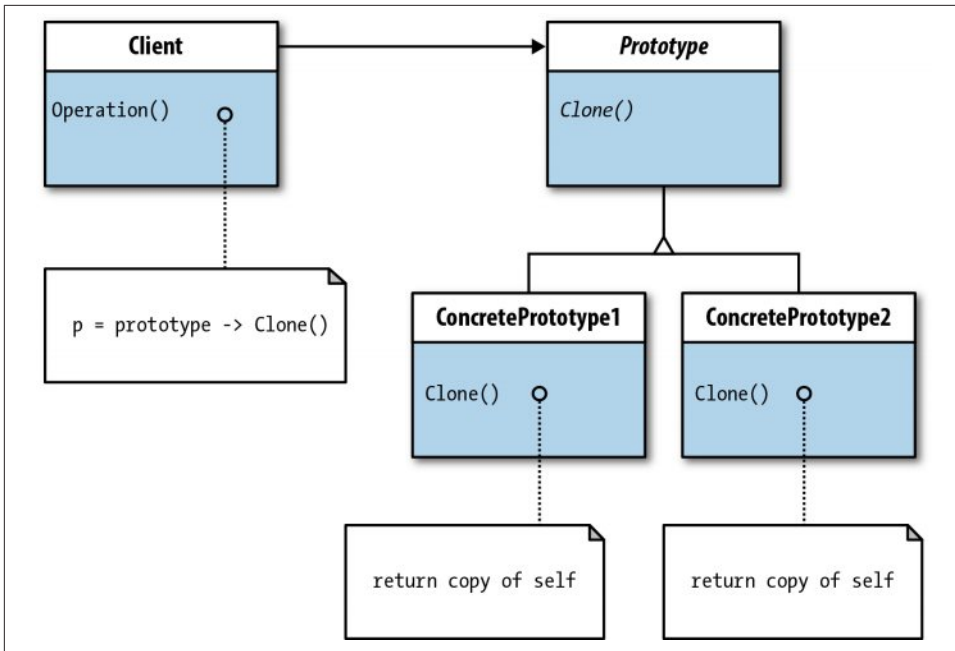 Client
Prototype
Operation()
Clone()
p = prototype -> Clone()
ConcretePrototype1
ConcretePrototype2
Clone()
Clone()
return copy of self
return copy of self